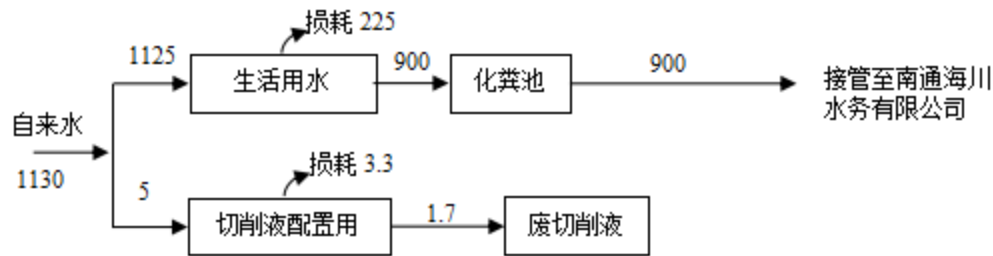 损耗 225
1125
生活用水
900
化粪池
900
接管至南通海川
水务有限公司
自来水
1130
损耗 3.3
5
切削液配置用
1.7
废切削液